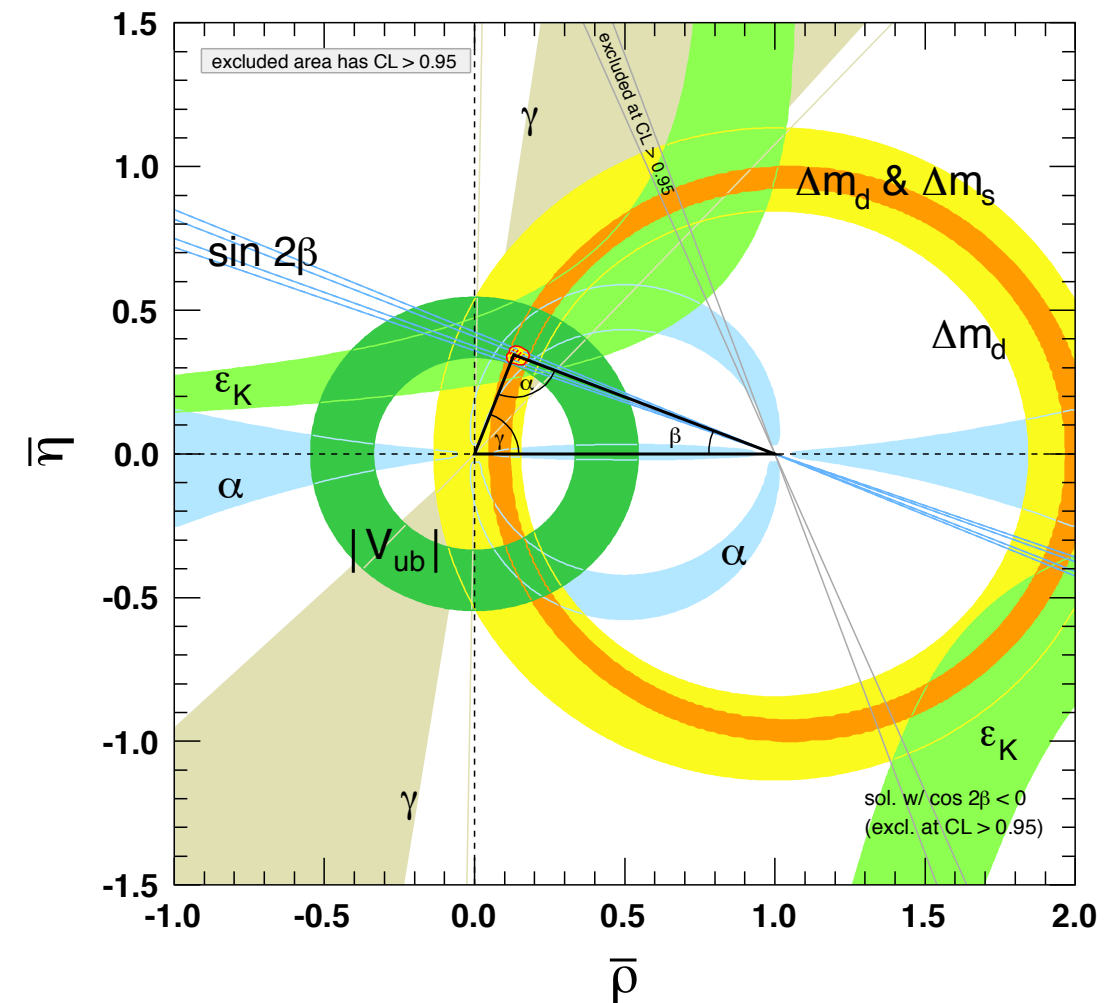 excluded area has CL > 0.95
excluded at CL > 0.95
γ
Δm_d & Δm_s
sin 2β
Δm_d
ε_K
α
α
γ
β
α
|V_ub|
γ
ε_K
sol. w/ cos 2β < 0
(excl. at CL > 0.95)
1.5
1.0
0.5
0.0
-0.5
-1.0
-1.5
η̅
-1.0 -0.5 0.0 0.5 1.0 1.5 2.0
ρ̅